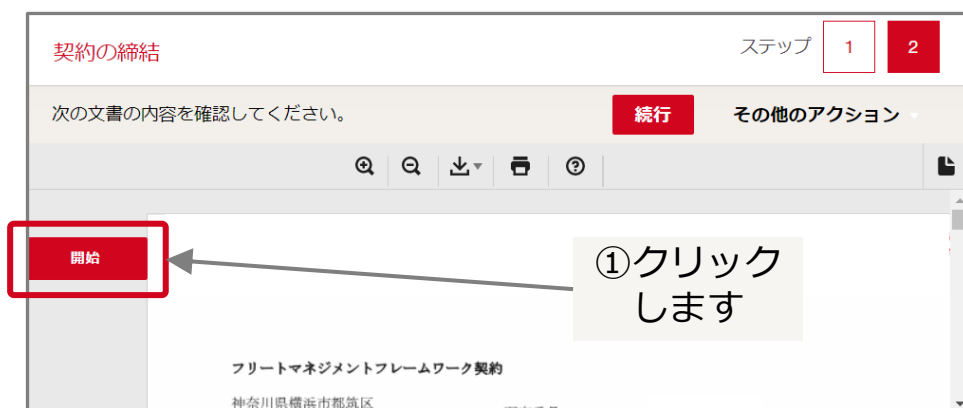 契約の締結
ステップ 1 2
次の文書の内容を確認してください。 続行 その他のアクション
開始
①クリック
します
フリートマネジメントフレームワーク契約
神奈川県横浜市都筑区